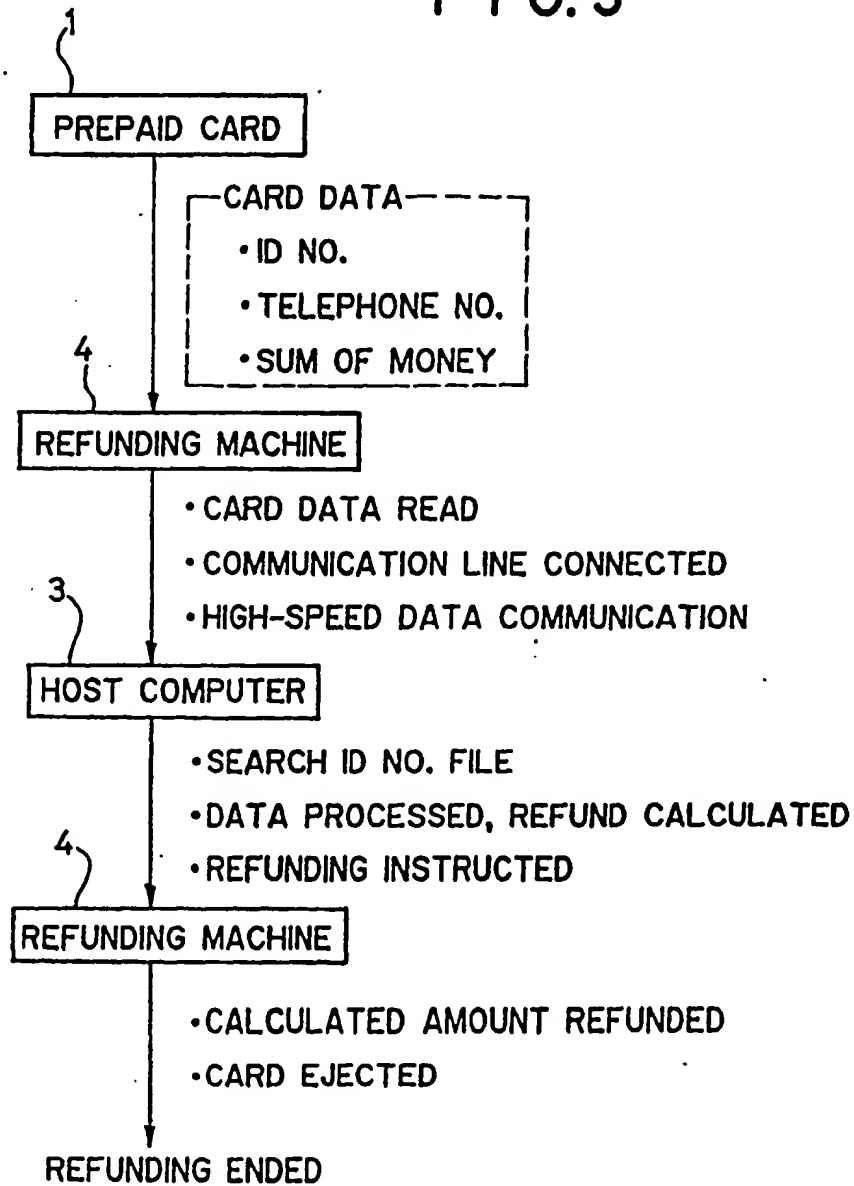 FIG. 5
1
PREPAID CARD
CARD DATA
•ID NO.
•TELEPHONE NO.
•SUM OF MONEY
4
REFUNDING MACHINE
•CARD DATA READ
•COMMUNICATION LINE CONNECTED
•HIGH-SPEED DATA COMMUNICATION
3
HOST COMPUTER
•SEARCH ID NO. FILE
•DATA PROCESSED, REFUND CALCULATED
•REFUNDING INSTRUCTED
4
REFUNDING MACHINE
•CALCULATED AMOUNT REFUNDED
•CARD EJECTED
REFUNDING ENDED